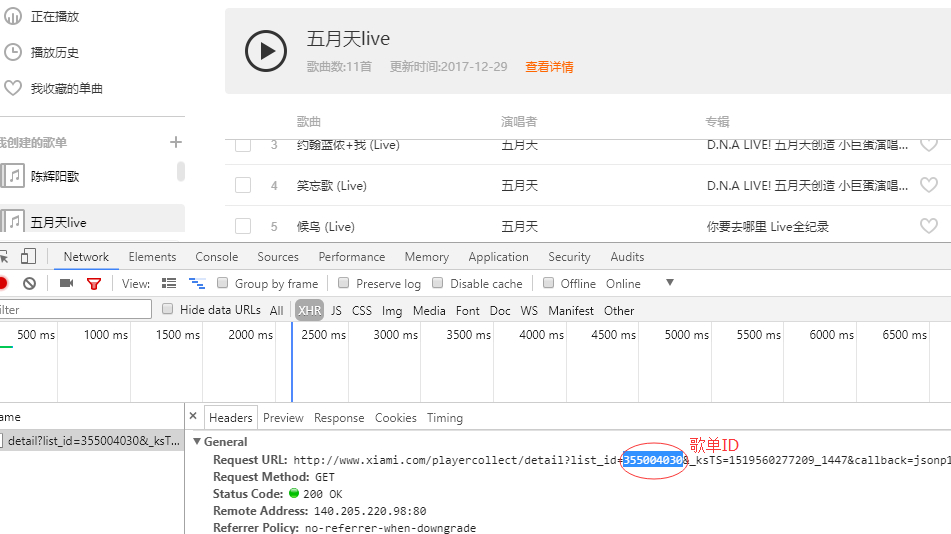 正在播放
五月天live
播放历史
歌曲数:11首 更新时间:2017-12-29 查看详情
我收藏的单曲
歌曲 演唱者 专辑
我创建的歌单
3 约翰蓝侬+我 (Live) 五月天 D.N.A LIVE! 五月天创造 小巨蛋演唱...
陈辉阳歌
4 笑忘歌 (Live) 五月天 D.N.A LIVE! 五月天创造 小巨蛋演唱...
五月天live
5 候鸟 (Live) 五月天 你要去哪里 Live全纪录
Network Elements Console Sources Performance Memory Application Security Audits
View: Group by frame Preserve log Disable cache Offline Online
ilter Hide data URLs All XHR JS CSS Img Media Font Doc WS Manifest Other
500 ms 1000 ms 1500 ms 2000 ms 2500 ms 3000 ms 3500 ms 4000 ms 4500 ms 5000 ms 5500 ms 6000 ms 6500 ms
ame × Headers Preview Response Cookies Timing
detail?list_id=355004030&_ksT...
General
歌单ID
Request URL: http://www.xiami.com/playercollect/detail?list_id=355004030&_ksTS=1519560277209_1447&callback=jsonp1
Request Method: GET
Status Code: 200 OK
Remote Address: 140.205.220.98:80
Referrer Policy: no-referrer-when-downgrade